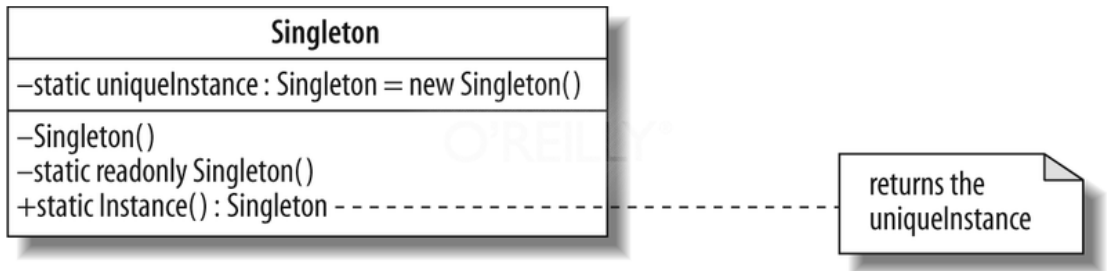 Singleton
–static uniqueInstance : Singleton = new Singleton()
–Singleton()
–static readonly Singleton()
+static Instance() : Singleton
returns the
uniqueInstance
O'REILLY